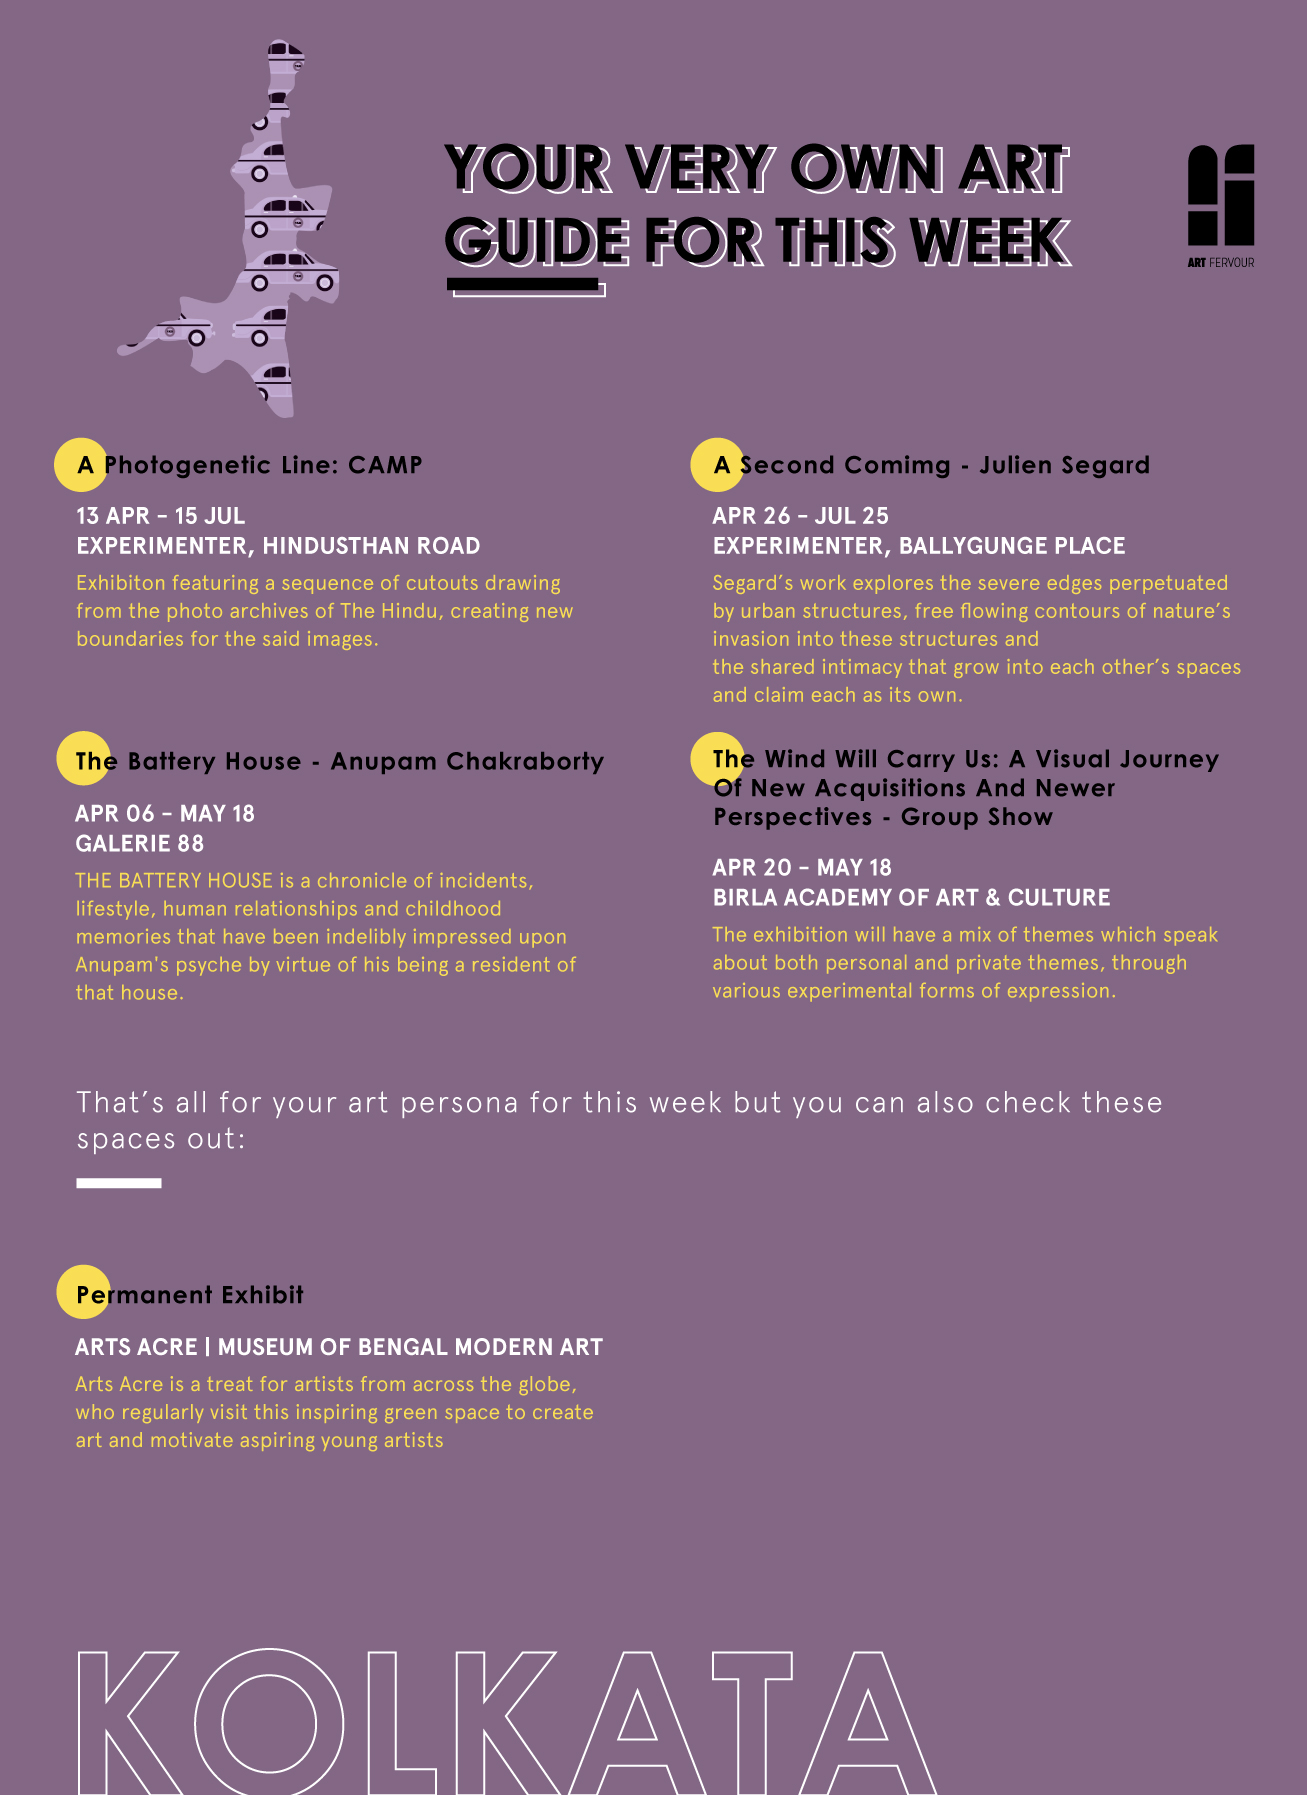 YOUR VERY OWN ART
GUIDE FOR THIS WEEK
ART FERVOUR
A Photogenetic Line: CAMP
13 APR – 15 JUL
EXPERIMENTER, HINDUSTHAN ROAD
Exhibiton featuring a sequence of cutouts drawing
from the photo archives of The Hindu, creating new
boundaries for the said images.
A Second Comimg - Julien Segard
APR 26 – JUL 25
EXPERIMENTER, BALLYGUNGE PLACE
Segard’s work explores the severe edges perpetuated
by urban structures, free flowing contours of nature’s
invasion into these structures and
the shared intimacy that grow into each other’s spaces
and claim each as its own.
The Battery House - Anupam Chakraborty
APR 06 – MAY 18
GALERIE 88
THE BATTERY HOUSE is a chronicle of incidents,
lifestyle, human relationships and childhood
memories that have been indelibly impressed upon
Anupam's psyche by virtue of his being a resident of
that house.
The Wind Will Carry Us: A Visual Journey
Of New Acquisitions And Newer
Perspectives - Group Show
APR 20 – MAY 18
BIRLA ACADEMY OF ART & CULTURE
The exhibition will have a mix of themes which speak
about both personal and private themes, through
various experimental forms of expression.
That’s all for your art persona for this week but you can also check these
spaces out:
Permanent Exhibit
ARTS ACRE | MUSEUM OF BENGAL MODERN ART
Arts Acre is a treat for artists from across the globe,
who regularly visit this inspiring green space to create
art and motivate aspiring young artists
KOLKATA